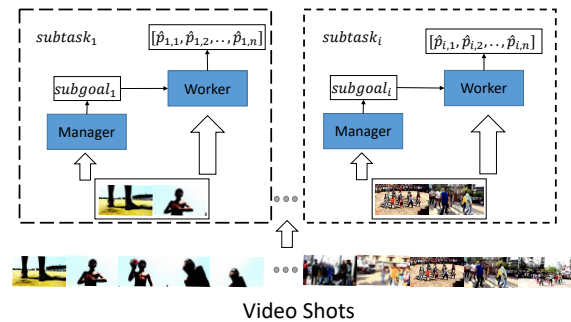 subtask₁
[p̂₁,₁, p̂₁,₂, . . , p̂₁,ₙ]
subgoal₁
Worker
Manager
subtaskᵢ
[p̂ᵢ,₁, p̂ᵢ,₂, . . , p̂ᵢ,ₙ]
subgoalᵢ
Worker
Manager
Video Shots